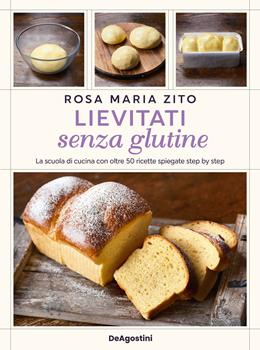 ROSA MARIA ZITO
LIEVITATI
senza glutine
La scuola di cucina con oltre 50 ricette spiegate step by step
DeAgostini